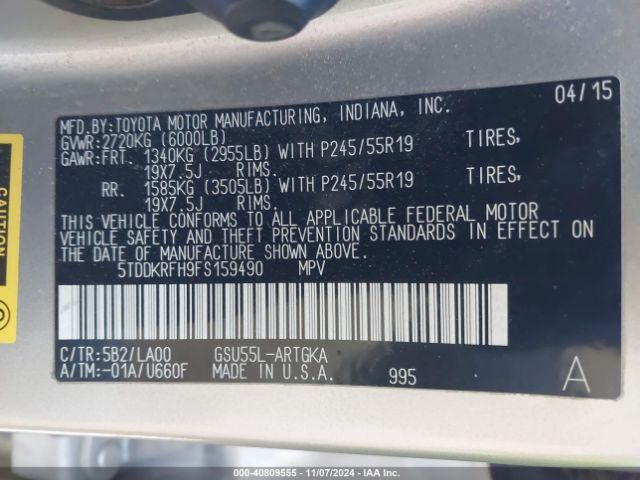 04/15
MFD.BY:TOYOTA MOTOR MANUFACTURING, INDIANA, INC.
GVWR:2720KG (6000LB)
GAWR:FRT. 1340KG (2955LB) WITH P245/55R19 TIRES,
19X7.5J RIMS.
RR. 1585KG (3505LB) WITH P245/55R19 TIRES,
19X7.5J RIMS.
THIS VEHICLE CONFORMS TO ALL APPLICABLE FEDERAL MOTOR
VEHICLE SAFETY AND THEFT PREVENTION STANDARDS IN EFFECT ON
THE DATE OF MANUFACTURE SHOWN ABOVE.
5TDDKRFH9FS159490 MPV
C/TR:5B2/LA00 GSU55L-ARTGKA
A/TM:-01A/U660F MADE IN U.S.A. 995 A
CAUTION
000-40809555 - 11/07/2024 - IAA Inc.